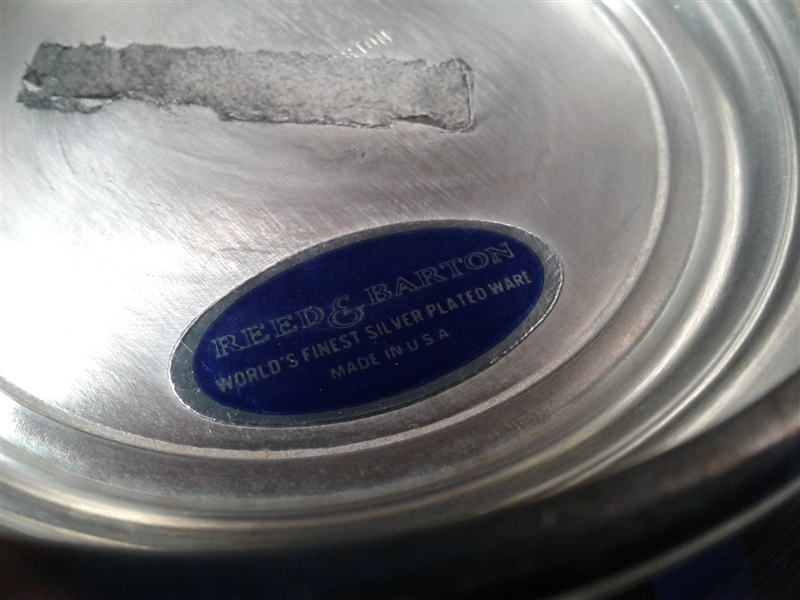 REED & BARTON
WORLD'S FINEST SILVER PLATED WARE
MADE IN U S A